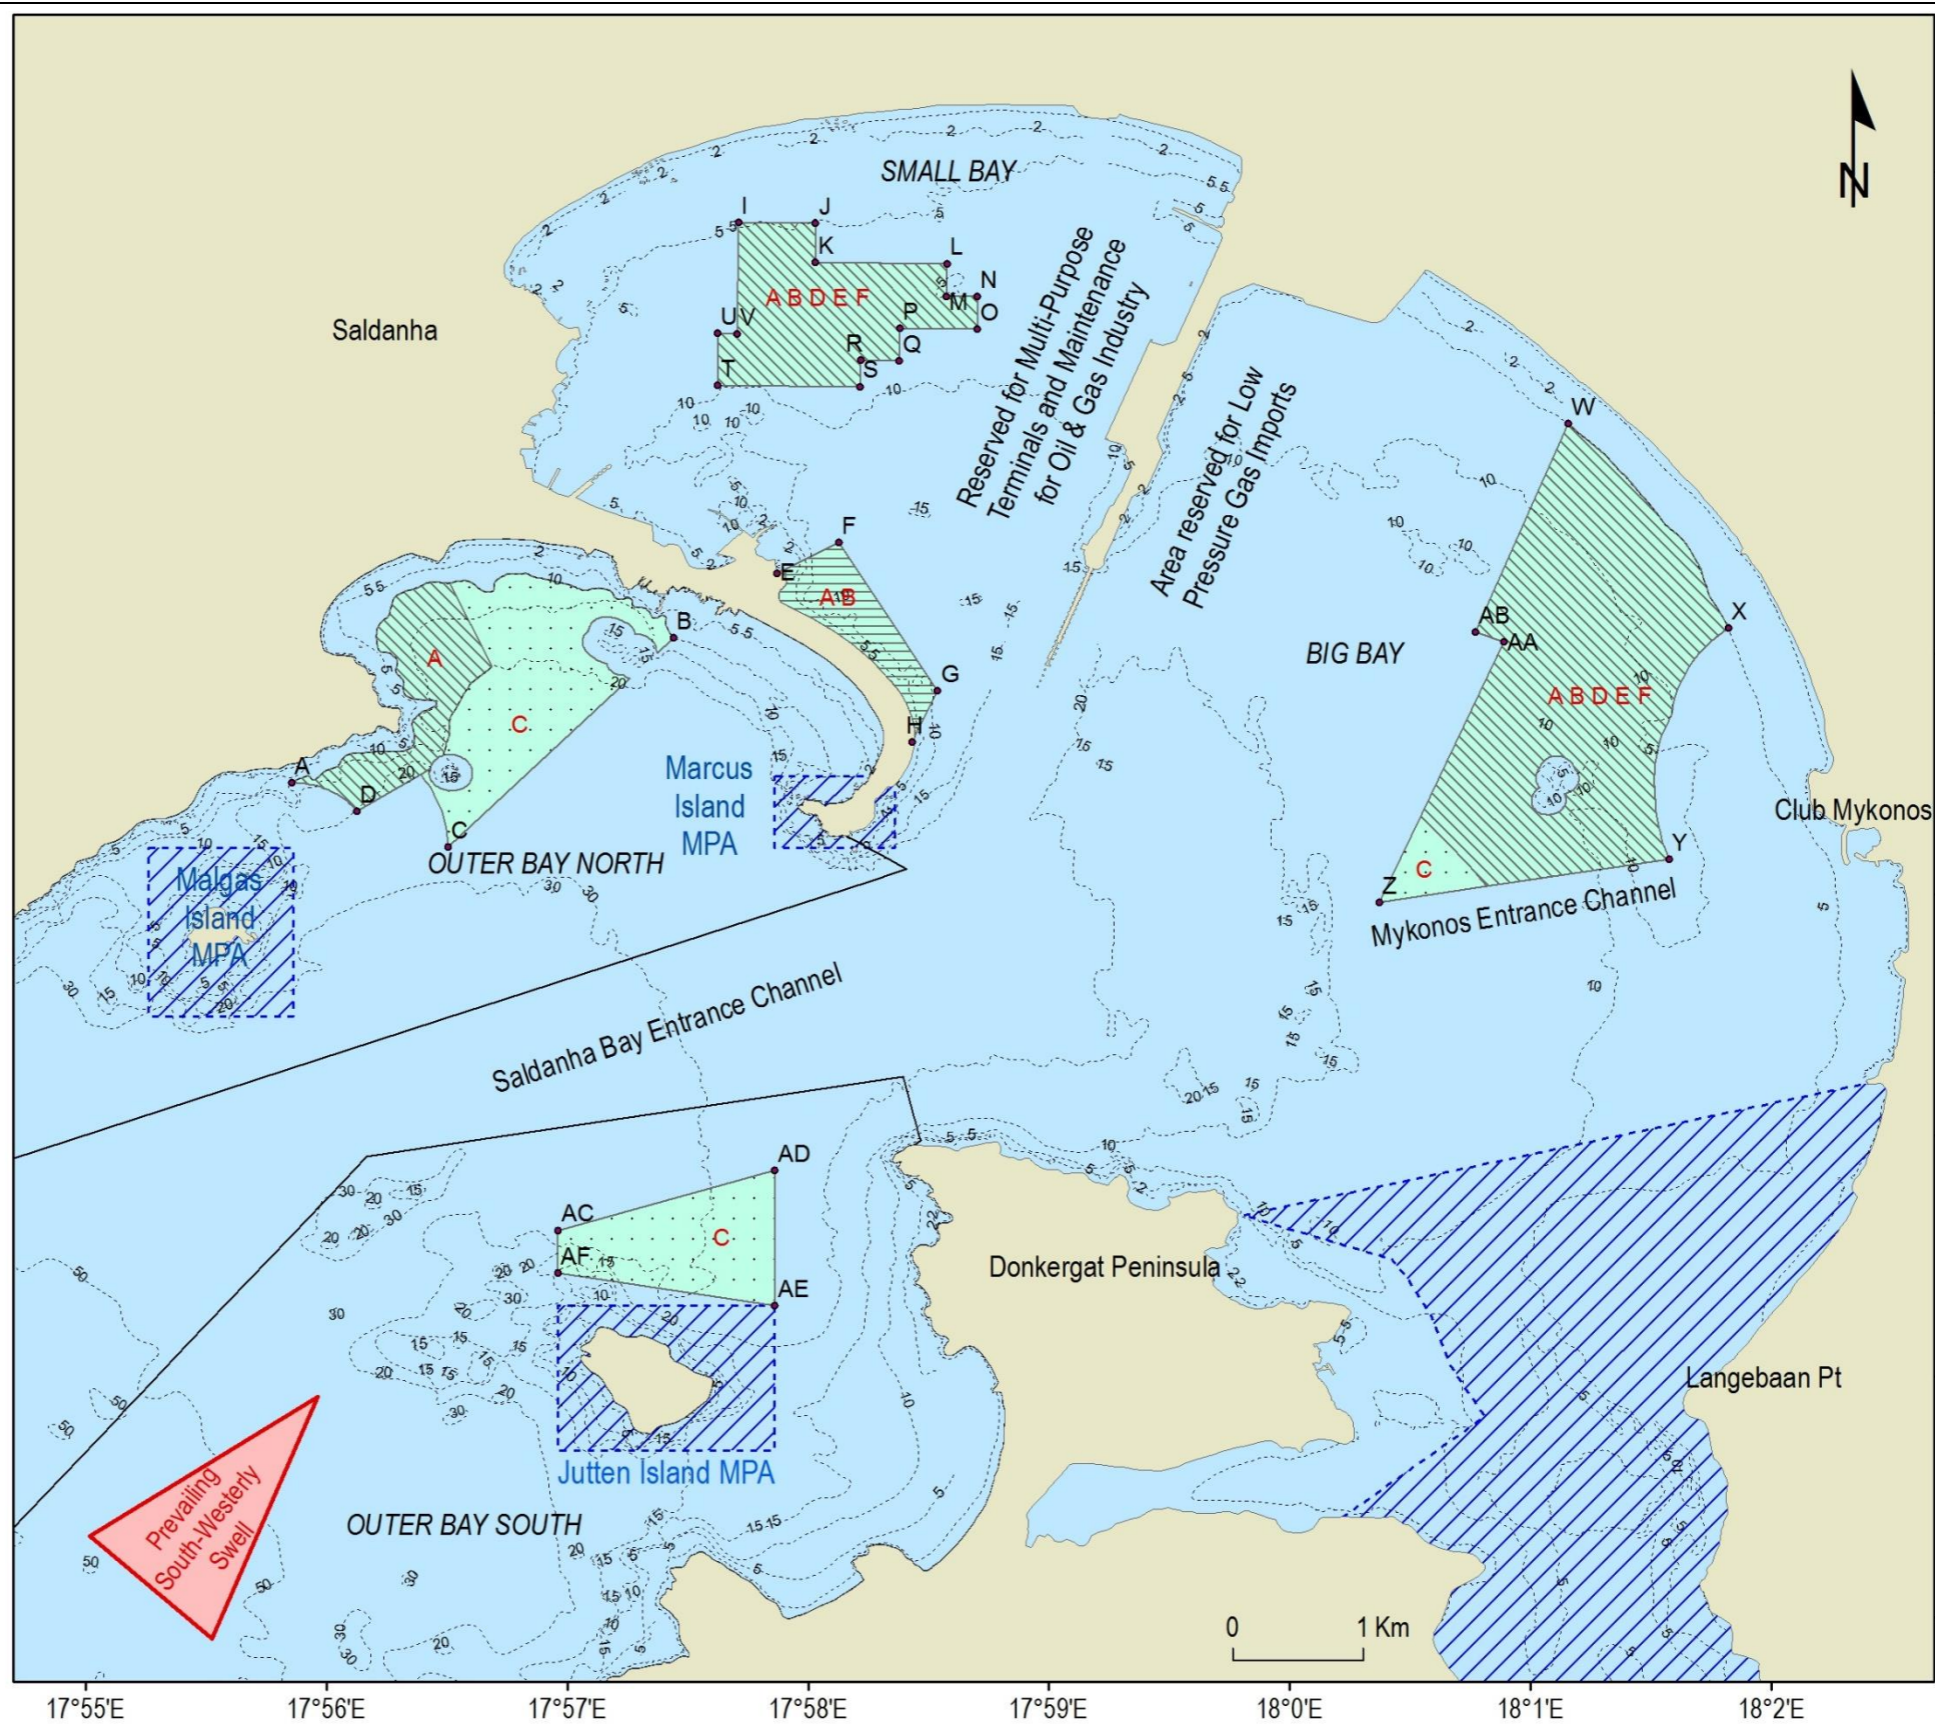 N
SMALL BAY
Saldanha
I
J
K
L
M
N
O
P
Q
R
S
T
U
V
A B D E F
Reserved for Multi-Purpose
Terminals and Maintenance
for Oil & Gas Industry
Area reserved for Low
Pressure Gas Imports
W
X
AB
AA
BIG BAY
A B D E F
Y
Z
C
Club Mykonos
Mykonos Entrance Channel
E
F
A B
G
H
B
A
C
A
D
C
Marcus
Island
MPA
OUTER BAY NORTH
Malgas
Island
MPA
Saldanha Bay Entrance Channel
AD
AC
C
AF
AE
Donkergat Peninsula
Jutten Island MPA
Langebaan Pt
Prevailing
South-Westerly
Swell
OUTER BAY SOUTH
0 1 Km
17°55'E 17°56'E 17°57'E 17°58'E 17°59'E 18°0'E 18°1'E 18°2'E